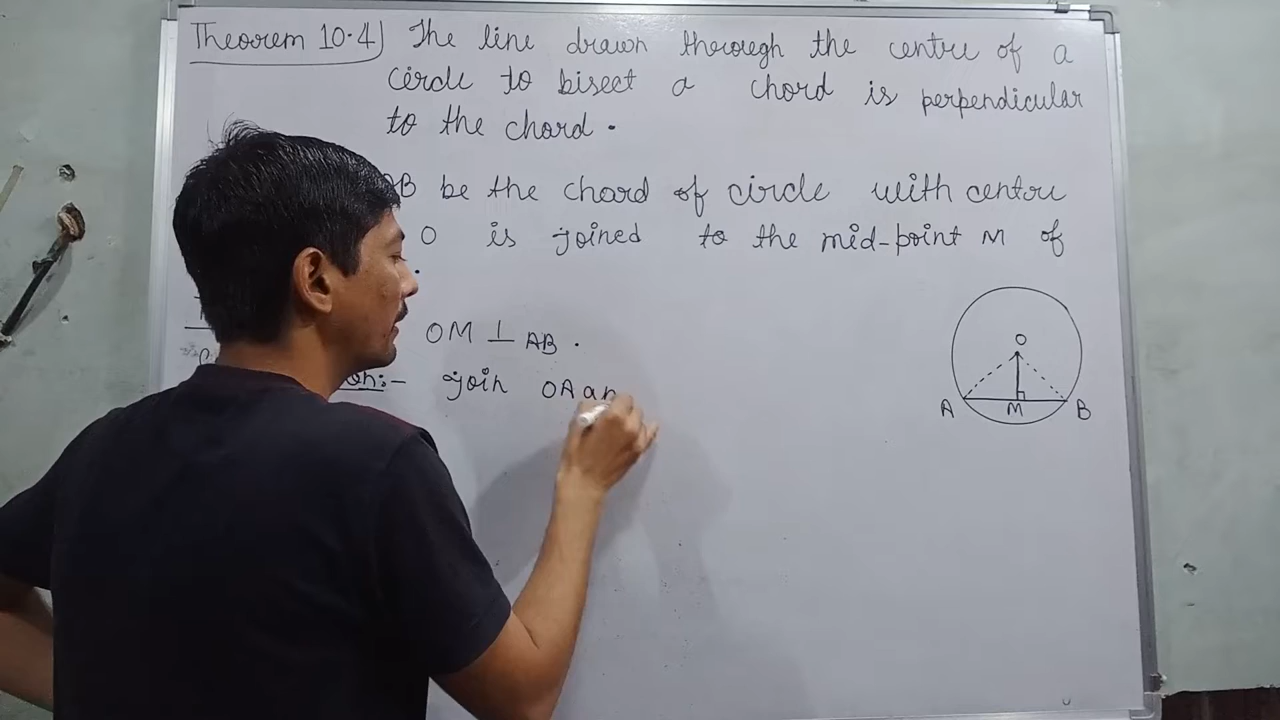 Theorem 10.4) The line drawn through the centre of a
circle to bisect a chord is perpendicular
to the chord.
AB be the chord of circle with centre
O is joined to the mid-point M of
OM ⊥ AB.
on:- join OA an
O
A M B